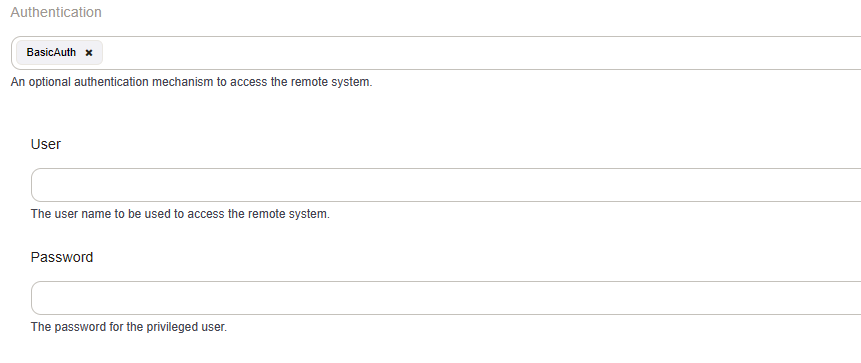 Authentication
BasicAuth ×
An optional authentication mechanism to access the remote system.
User
The user name to be used to access the remote system.
Password
The password for the privileged user.